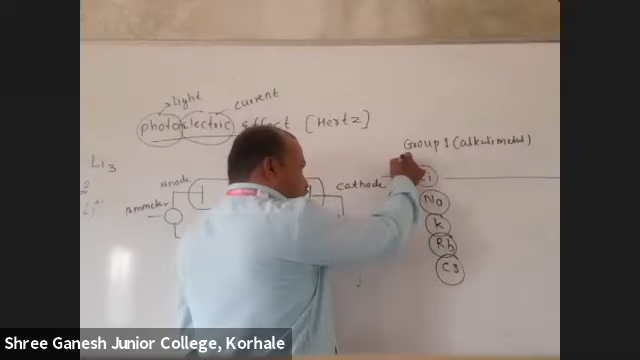 light
current
photoelectric effect [Hertz]
Group 1 (alkali metal)
Li3
Anode
cathode
Ammeter
Na
K
Rb
Cs
Shree Ganesh Junior College, Korhale